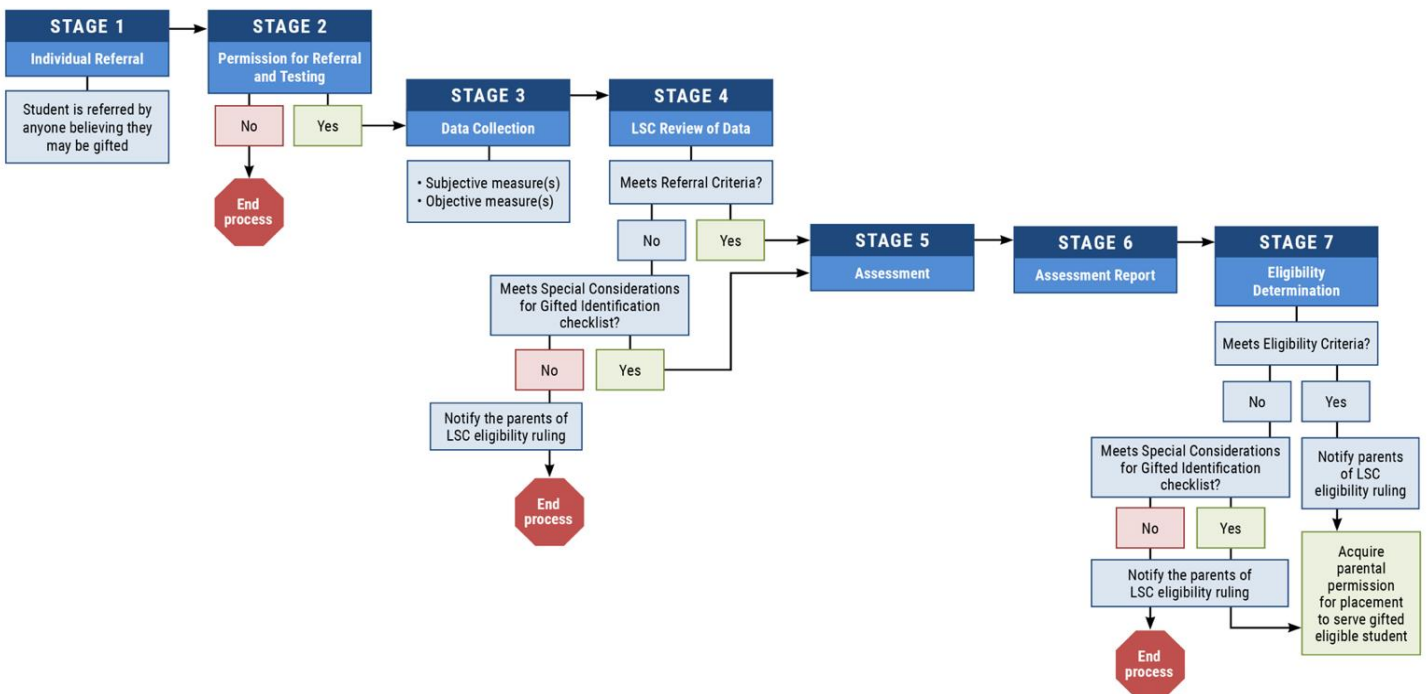 STAGE 1
Individual Referral
Student is referred by
anyone believing they
may be gifted
STAGE 2
Permission for Referral
and Testing
No
Yes
End
process
STAGE 3
Data Collection
• Subjective measure(s)
• Objective measure(s)
STAGE 4
LSC Review of Data
Meets Referral Criteria?
No
Yes
Meets Special Considerations
for Gifted Identification
checklist?
No
Yes
Notify the parents of
LSC eligibility ruling
End
process
STAGE 5
Assessment
STAGE 6
Assessment Report
STAGE 7
Eligibility
Determination
Meets Eligibility Criteria?
No
Yes
Meets Special Considerations
for Gifted Identification
checklist?
No
Yes
Notify the parents of
LSC eligibility ruling
End
process
Notify parents
of LSC
eligibility ruling
Acquire
parental
permission
for placement
to serve gifted
eligible student